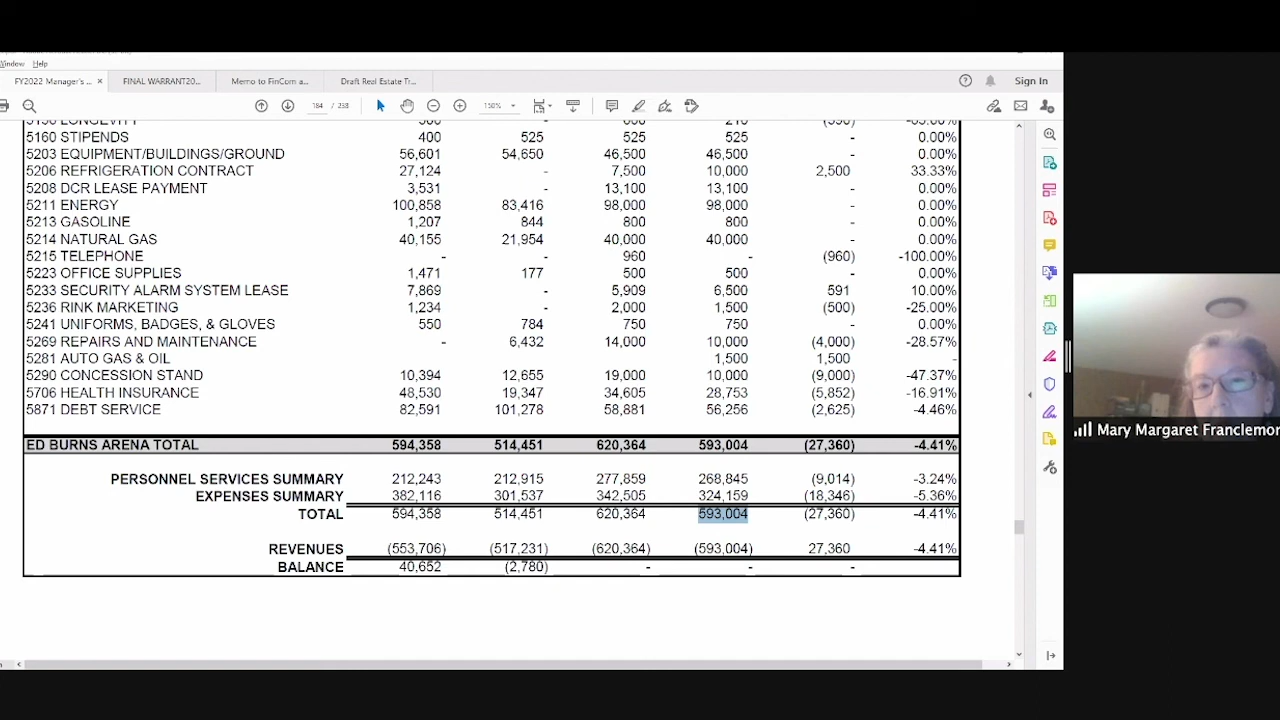 Window Help
FY2022 Manager's ... × FINAL WARRANT20... Memo to FinCom a... Draft Real Estate Tr... Sign In
184 / 238 150%
5160 STIPENDS 400 525 525 525 - 0.00%
5203 EQUIPMENT/BUILDINGS/GROUND 56,601 54,650 46,500 46,500 - 0.00%
5206 REFRIGERATION CONTRACT 27,124 - 7,500 10,000 2,500 33.33%
5208 DCR LEASE PAYMENT 3,531 - 13,100 13,100 - 0.00%
5211 ENERGY 100,858 83,416 98,000 98,000 - 0.00%
5213 GASOLINE 1,207 844 800 800 - 0.00%
5214 NATURAL GAS 40,155 21,954 40,000 40,000 - 0.00%
5215 TELEPHONE - - 960 - (960) -100.00%
5223 OFFICE SUPPLIES 1,471 177 500 500 - 0.00%
5233 SECURITY ALARM SYSTEM LEASE 7,869 - 5,909 6,500 591 10.00%
5236 RINK MARKETING 1,234 - 2,000 1,500 (500) -25.00%
5241 UNIFORMS, BADGES, & GLOVES 550 784 750 750 - 0.00%
5269 REPAIRS AND MAINTENANCE - 6,432 14,000 10,000 (4,000) -28.57%
5281 AUTO GAS & OIL 1,500 1,500 -
5290 CONCESSION STAND 10,394 12,655 19,000 10,000 (9,000) -47.37%
5706 HEALTH INSURANCE 48,530 19,347 34,605 28,753 (5,852) -16.91%
5871 DEBT SERVICE 82,591 101,278 58,881 56,256 (2,625) -4.46%
ED BURNS ARENA TOTAL 594,358 514,451 620,364 593,004 (27,360) -4.41%
PERSONNEL SERVICES SUMMARY 212,243 212,915 277,859 268,845 (9,014) -3.24%
EXPENSES SUMMARY 382,116 301,537 342,505 324,159 (18,346) -5.36%
TOTAL 594,358 514,451 620,364 593,004 (27,360) -4.41%
REVENUES (553,706) (517,231) (620,364) (593,004) 27,360 -4.41%
BALANCE 40,652 (2,780) - - -
Mary Margaret Franclemon